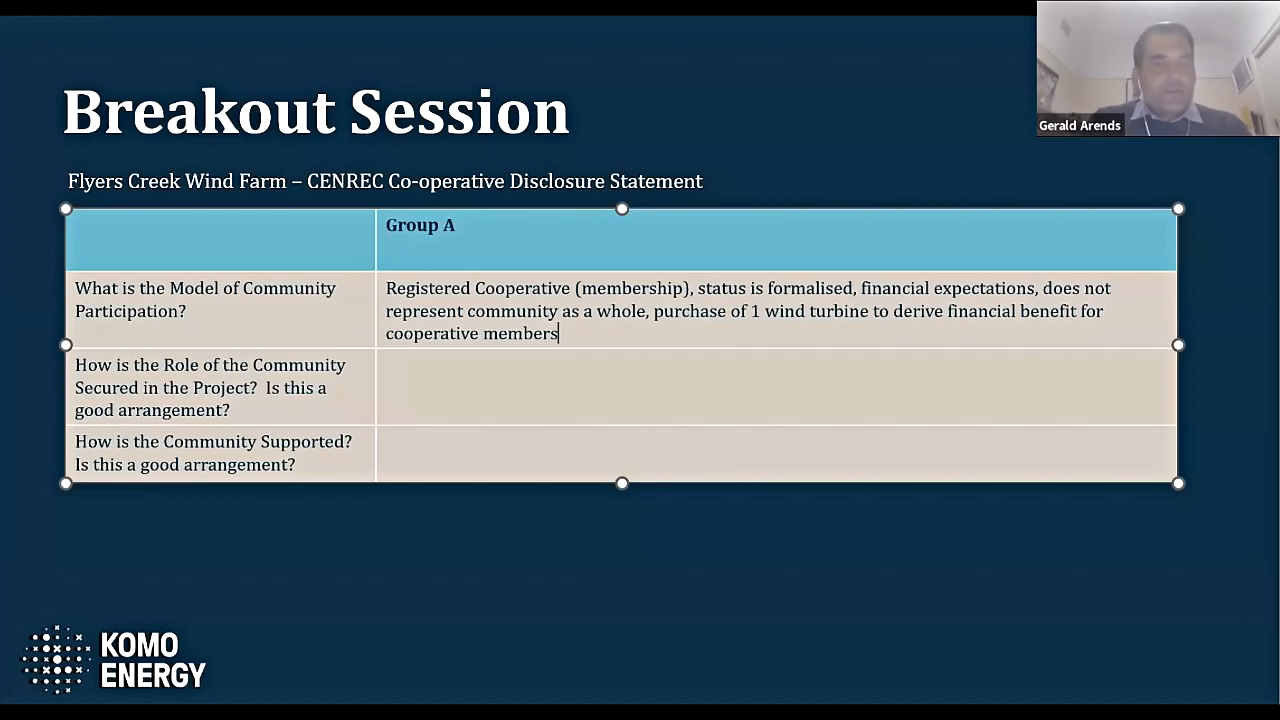 Breakout Session
Gerald Arends
Flyers Creek Wind Farm – CENREC Co-operative Disclosure Statement
Group A
What is the Model of Community
Participation?
Registered Cooperative (membership), status is formalised, financial expectations, does not
represent community as a whole, purchase of 1 wind turbine to derive financial benefit for
cooperative members
How is the Role of the Community
Secured in the Project?  Is this a
good arrangement?
How is the Community Supported?
Is this a good arrangement?
KOMO
ENERGY